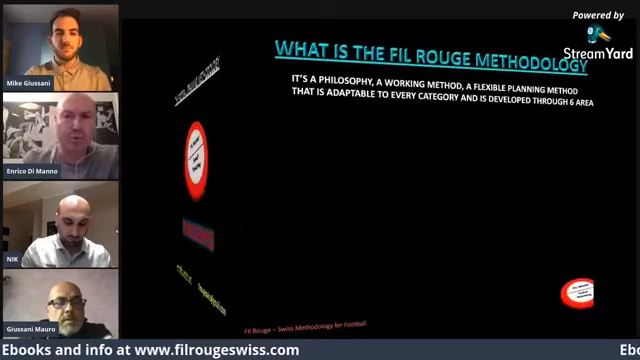 Powered by
StreamYard
WHAT IS THE FIL ROUGE METHODOLOGY
IT'S A PHILOSOPHY, A WORKING METHOD, A FLEXIBLE PLANNING METHOD
THAT IS ADAPTABLE TO EVERY CATEGORY AND IS DEVELOPED THROUGH 6 AREA
Mike Giussani
Enrico Di Manno
NIK
Giussani Mauro
Fil Rouge – Swiss Methodology for Football
Ebooks and info at www.filrougeswiss.com
Ebo